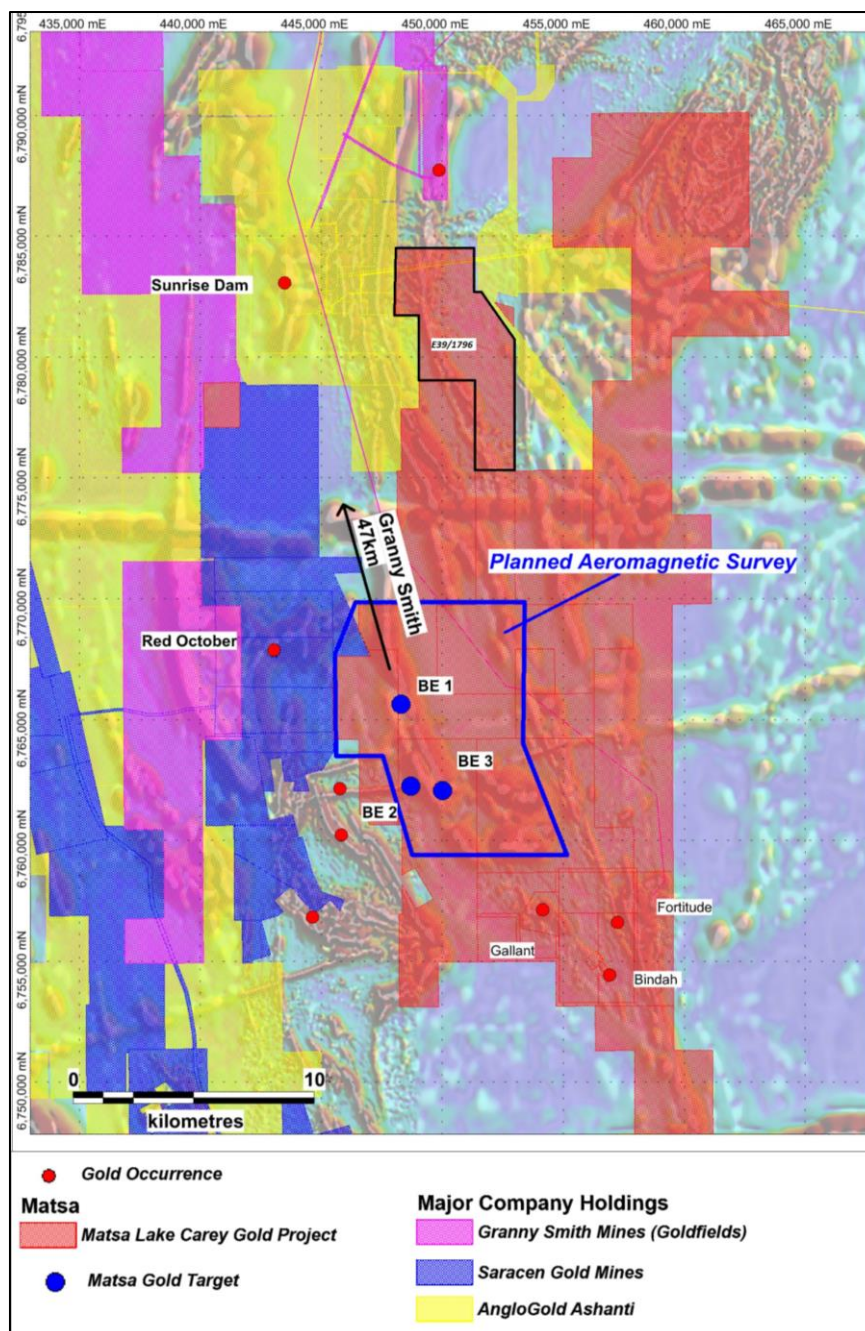 435,000 mE
440,000 mE
445,000 mE
450,000 mE
455,000 mE
460,000 mE
465,000 mE
6,795
6,790,000 mN
6,785,000 mN
6,780,000 mN
6,775,000 mN
6,770,000 mN
6,765,000 mN
6,760,000 mN
6,755,000 mN
6,750,000 mN
Sunrise Dam
E39/1796
Granny Smith
47km
Planned Aeromagnetic Survey
Red October
BE 1
BE 3
BE 2
Fortitude
Gallant
Bindah
0 10
kilometres
Gold Occurrence
Matsa
Matsa Lake Carey Gold Project
Matsa Gold Target
Major Company Holdings
Granny Smith Mines (Goldfields)
Saracen Gold Mines
AngloGold Ashanti